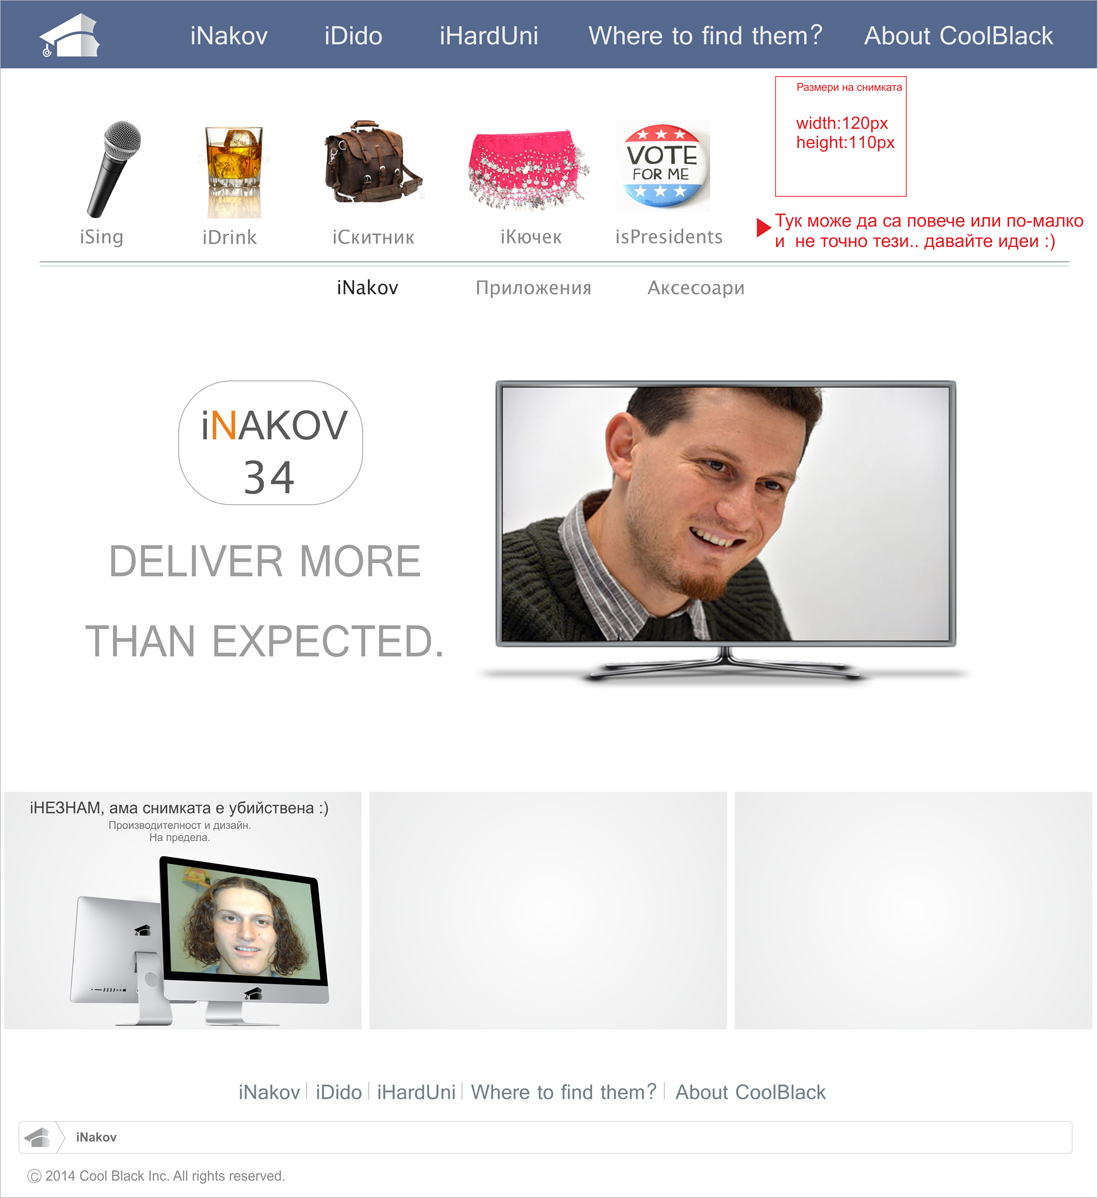 iNakov iDido iHardUni Where to find them? About CoolBlack
Размери на снимката
width:120px
height:110px
VOTE
FOR ME
iSing iDrink iСкитник iКючек isPresidents
Тук може да са повече или по-малко
и не точно тези.. давайте идеи :)
iNakov Приложения Аксесоари
iNAKOV
34
DELIVER MORE
THAN EXPECTED.
iНЕЗНАМ, ама снимката е убийствена :)
Производителност и дизайн.
На предела.
iNakov iDido iHardUni Where to find them? About CoolBlack
iNakov
© 2014 Cool Black Inc. All rights reserved.